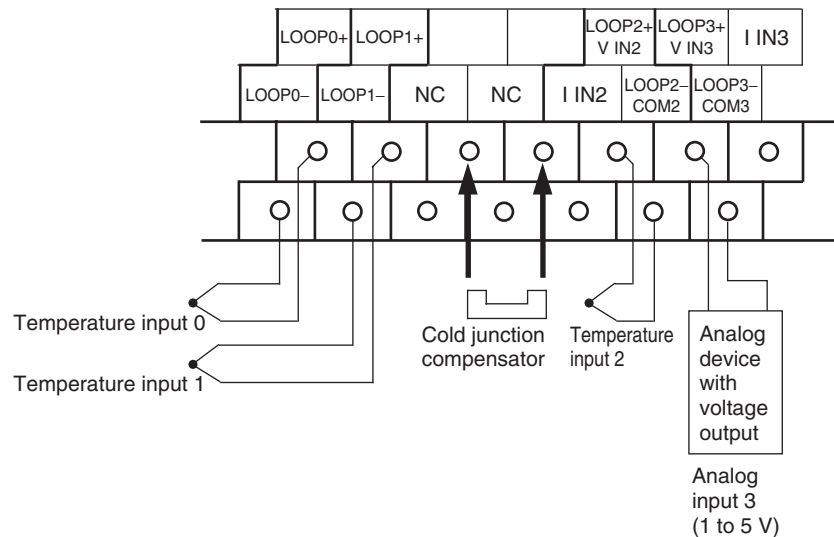 LOOP0+ LOOP1+ LOOP2+ LOOP3+ I IN3
V IN2 V IN3
LOOP0– LOOP1– NC NC I IN2 LOOP2– LOOP3–
COM2 COM3
Temperature input 0
Temperature input 1
Cold junction
compensator
Temperature
input 2
Analog
device
with
voltage
output
Analog
input 3
(1 to 5 V)